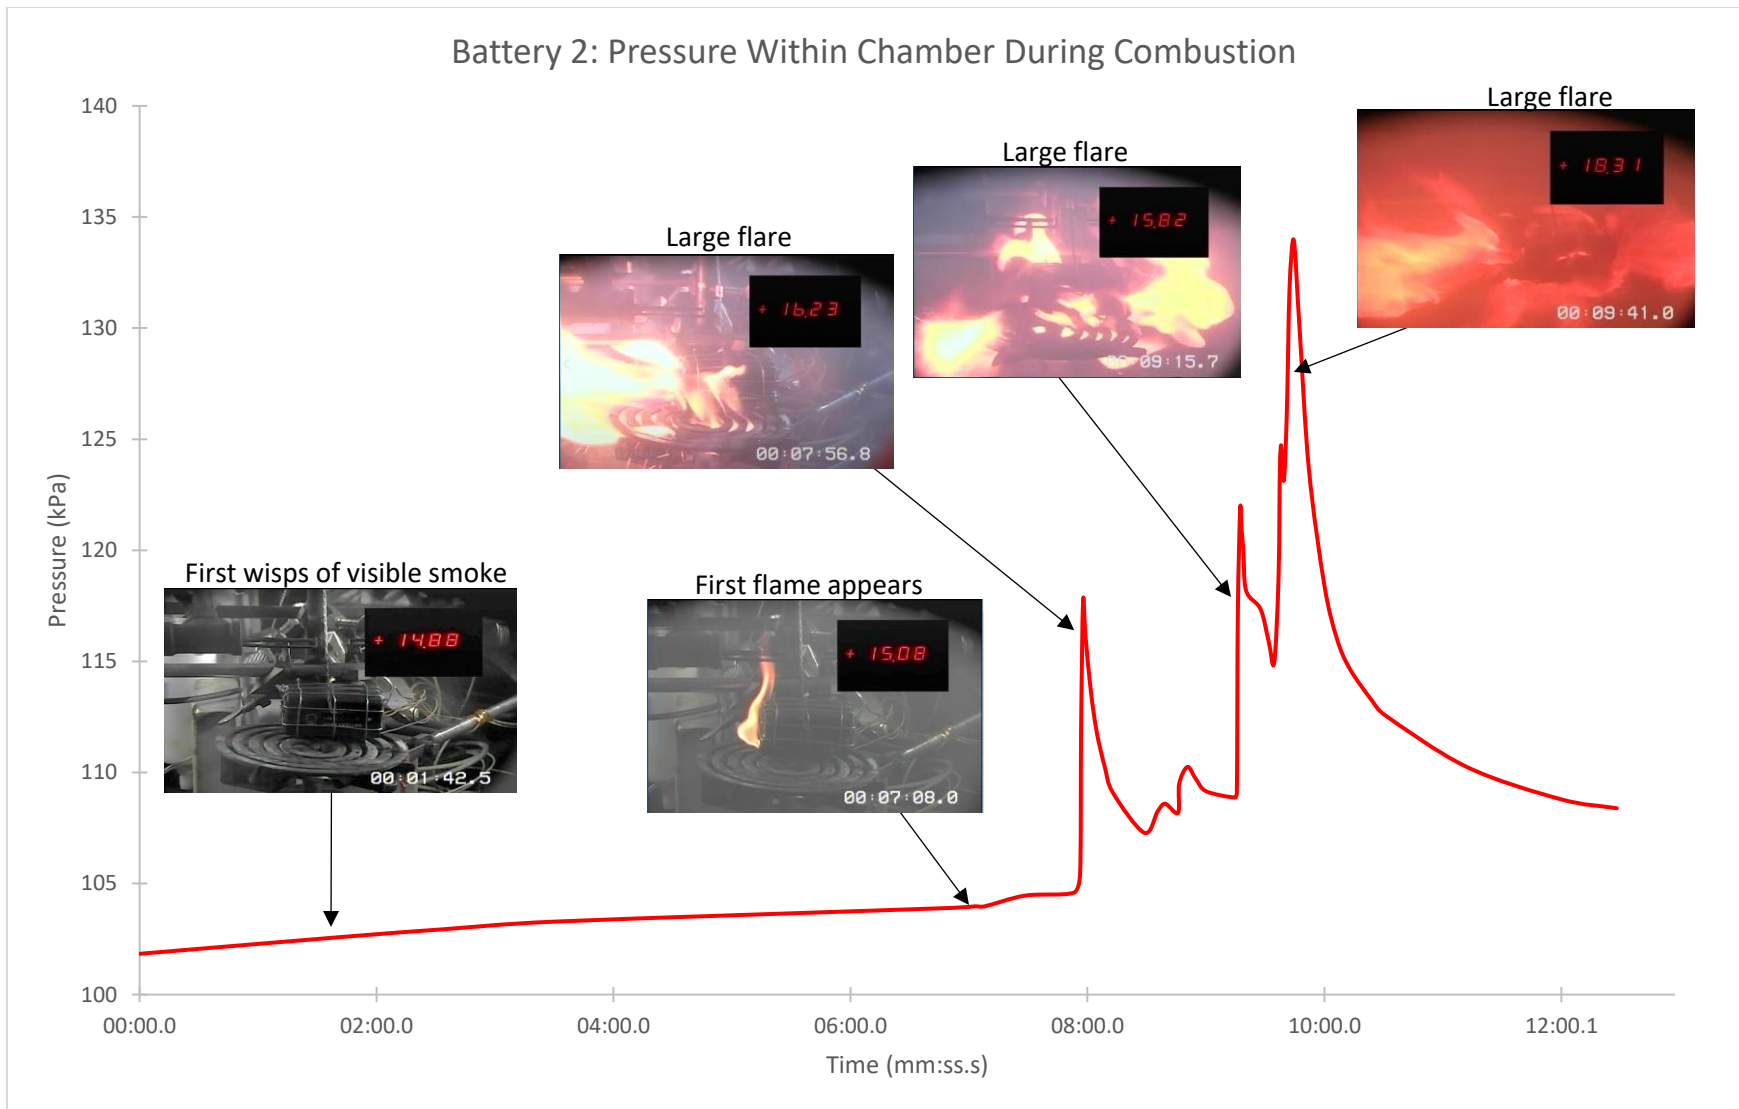 Battery 2: Pressure Within Chamber During Combustion
Large flare
+ 18.31
00:09:41.0
Large flare
+ 15.82
00:09:15.7
Large flare
+ 16.23
00:07:56.8
First wisps of visible smoke
+ 14.88
00:01:42.5
First flame appears
+ 15.08
00:07:08.0
Pressure (kPa)
140
135
130
125
120
115
110
105
100
00:00.0 02:00.0 04:00.0 06:00.0 08:00.0 10:00.0 12:00.1
Time (mm:ss.s)